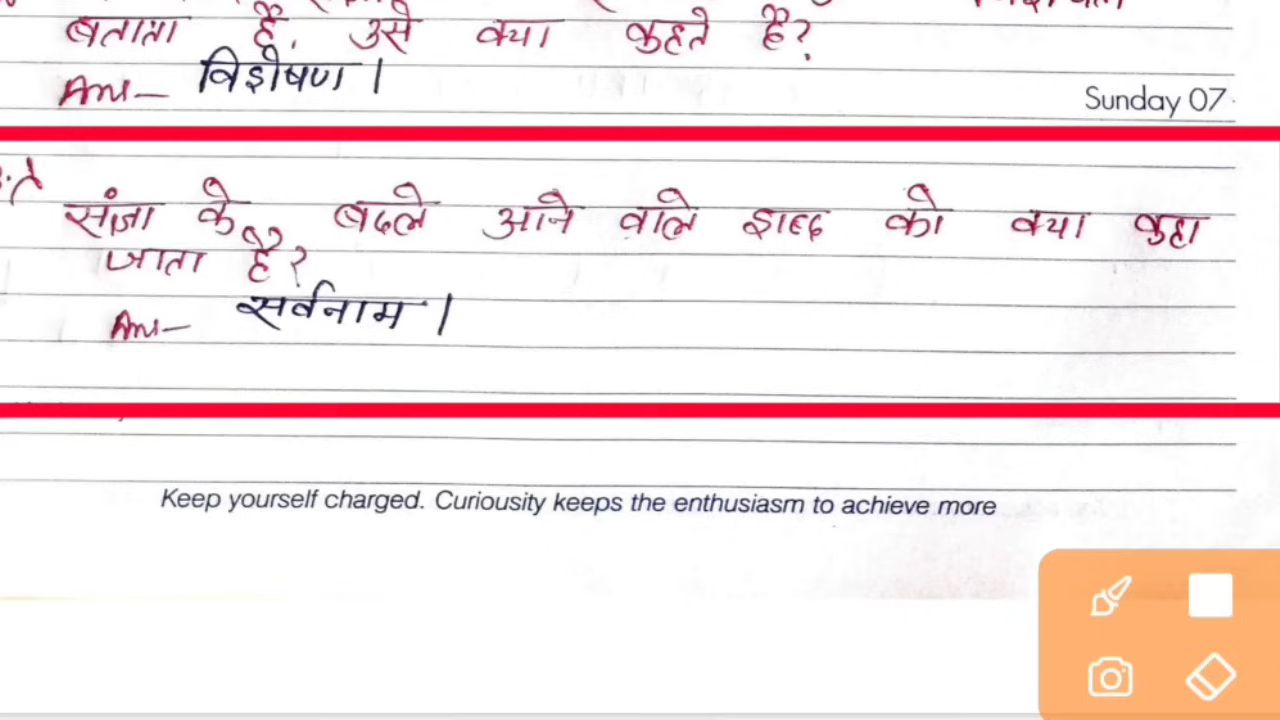 बताता है, उसे क्या कहते है?
Ans- विशेषण।
Sunday 07
संज्ञा के बदले आने वाले शब्द को क्या कहा
जाता है?
Ans- सर्वनाम।
Keep yourself charged. Curiousity keeps the enthusiasm to achieve more